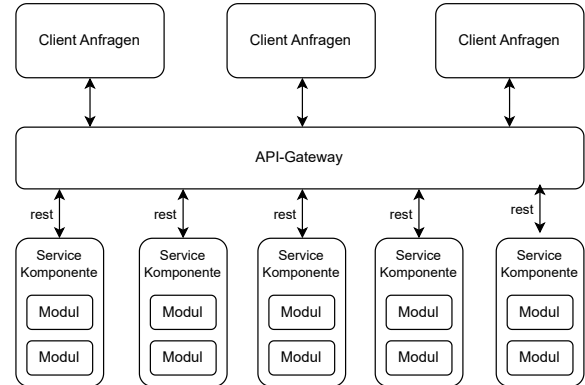 Client Anfragen
Client Anfragen
Client Anfragen
API-Gateway
rest
rest
rest
rest
rest
Service
Komponente
Modul
Modul
Service
Komponente
Modul
Modul
Service
Komponente
Modul
Modul
Service
Komponente
Modul
Modul
Service
Komponente
Modul
Modul